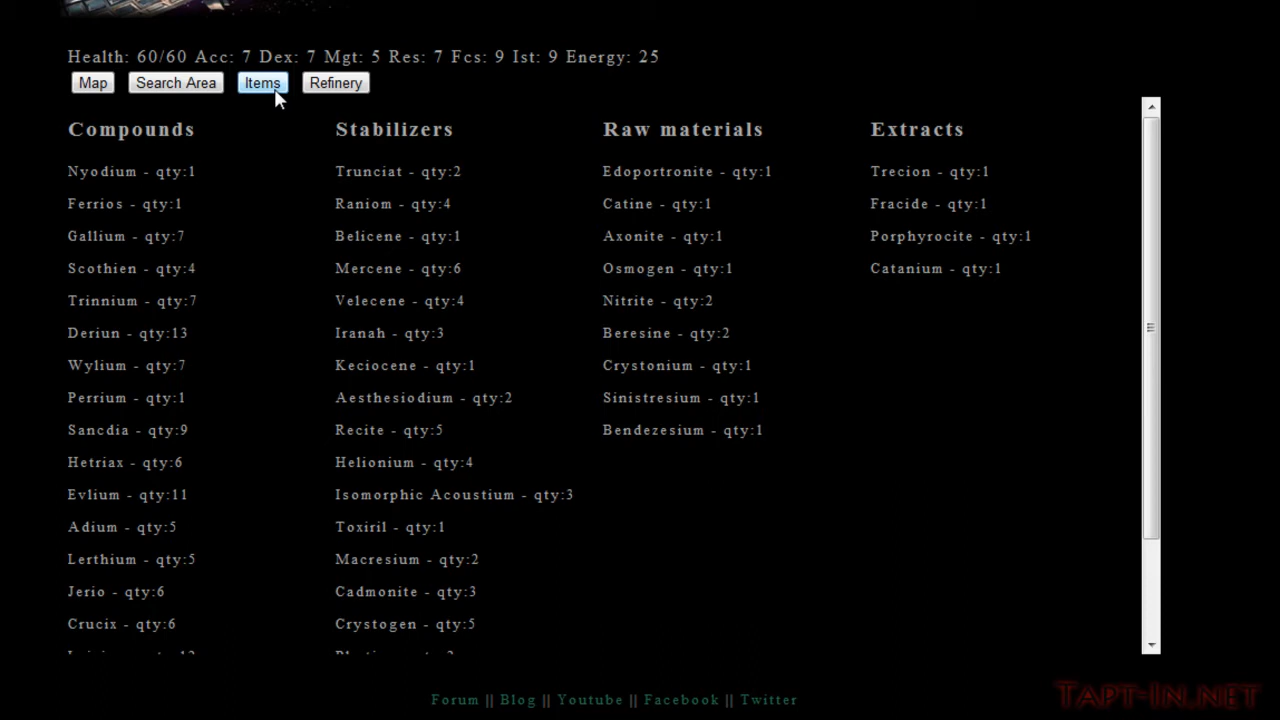 Health: 60/60 Acc: 7 Dex: 7 Mgt: 5 Res: 7 Fcs: 9 Ist: 9 Energy: 25
Map Search Area Items Refinery
Compounds
Nyodium - qty:1
Ferrios - qty:1
Gallium - qty:7
Scothien - qty:4
Trinnium - qty:7
Deriun - qty:13
Wylium - qty:7
Perrium - qty:1
Sancdia - qty:9
Hetriax - qty:6
Evlium - qty:11
Adium - qty:5
Lerthium - qty:5
Jerio - qty:6
Crucix - qty:6
Stabilizers
Trunciat - qty:2
Raniom - qty:4
Belicene - qty:1
Mercene - qty:6
Velecene - qty:4
Iranah - qty:3
Keciocene - qty:1
Aesthesiodium - qty:2
Recite - qty:5
Helionium - qty:4
Isomorphic Acoustium - qty:3
Toxiril - qty:1
Macresium - qty:2
Cadmonite - qty:3
Crystogen - qty:5
Raw materials
Edoportronite - qty:1
Catine - qty:1
Axonite - qty:1
Osmogen - qty:1
Nitrite - qty:2
Beresine - qty:2
Crystonium - qty:1
Sinistresium - qty:1
Bendezesium - qty:1
Extracts
Trecion - qty:1
Fracide - qty:1
Porphyrocite - qty:1
Catanium - qty:1
Forum || Blog || Youtube || Facebook || Twitter
Tapt-In.net